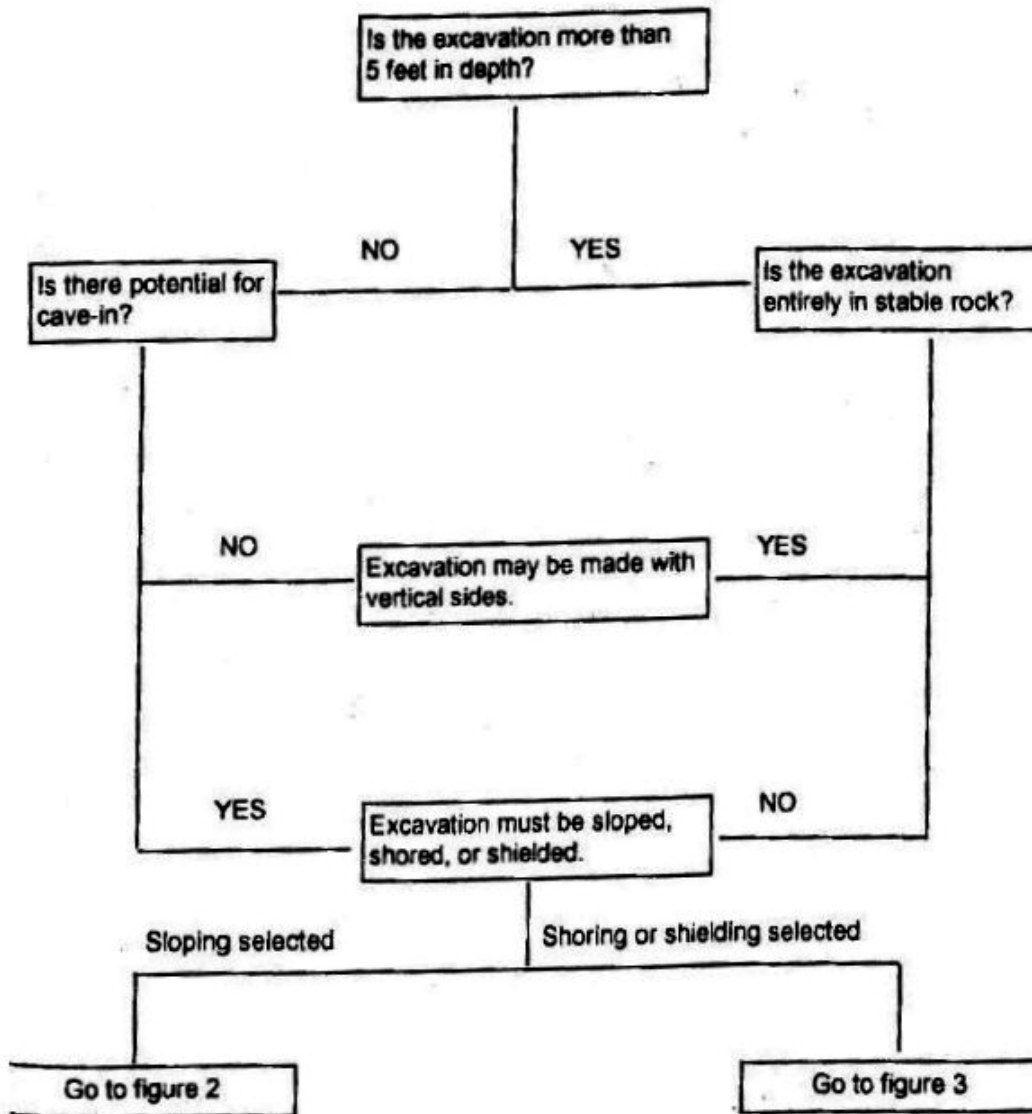 Is the excavation more than
5 feet in depth?
NO
YES
Is there potential for
cave-in?
Is the excavation
entirely in stable rock?
NO
Excavation may be made with
vertical sides.
YES
YES
Excavation must be sloped,
shored, or shielded.
NO
Sloping selected
Shoring or shielding selected
Go to figure 2
Go to figure 3